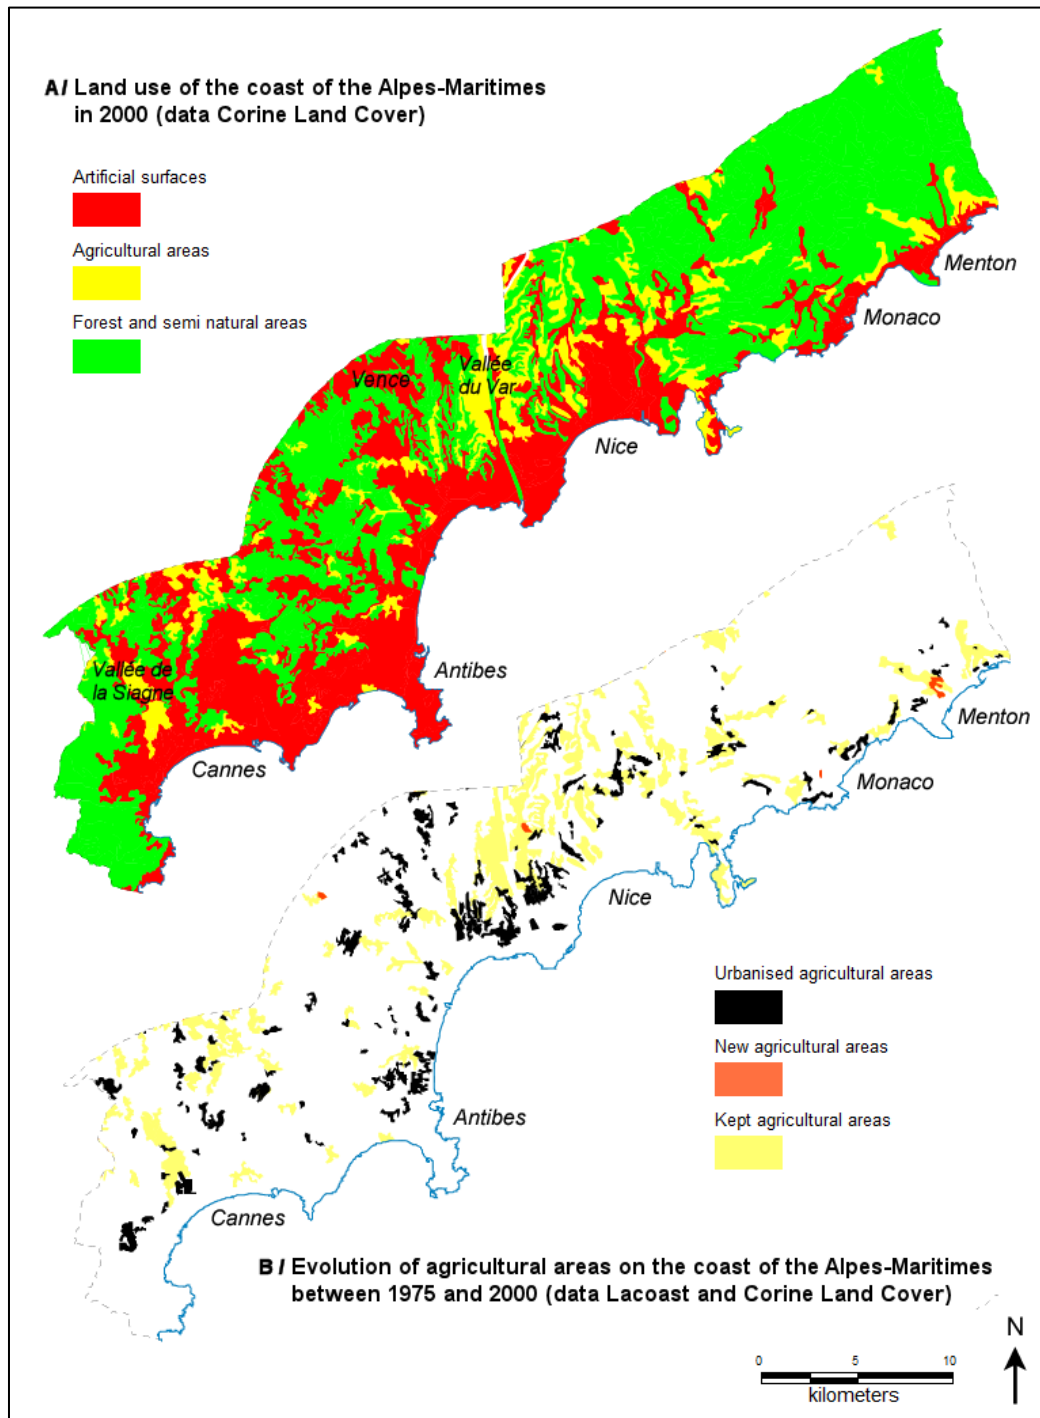 A / Land use of the coast of the Alpes-Maritimes
in 2000 (data Corine Land Cover)
Artificial surfaces
Agricultural areas
Forest and semi natural areas
Menton
Monaco
Vence
Vallée
du Var
Nice
Antibes
Vallée de
la Siagne
Cannes
Menton
Monaco
Nice
Antibes
Cannes
Urbanised agricultural areas
New agricultural areas
Kept agricultural areas
B / Evolution of agricultural areas on the coast of the Alpes-Maritimes
between 1975 and 2000 (data Lacoast and Corine Land Cover)
N
0 5 10
kilometers